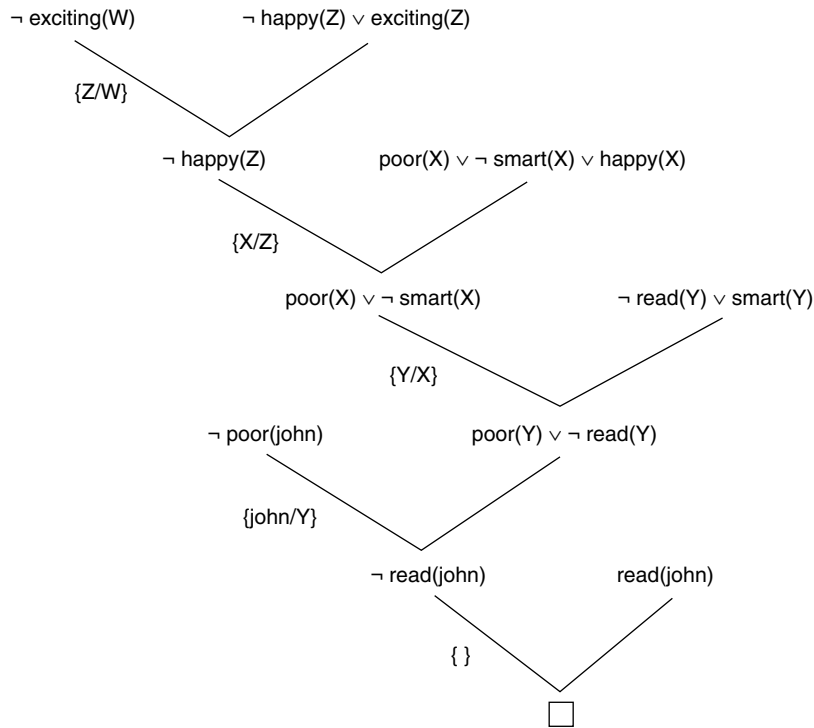 ¬ exciting(W) ¬ happy(Z) ∨ exciting(Z)
{Z/W}
¬ happy(Z) poor(X) ∨ ¬ smart(X) ∨ happy(X)
{X/Z}
poor(X) ∨ ¬ smart(X) ¬ read(Y) ∨ smart(Y)
{Y/X}
¬ poor(john) poor(Y) ∨ ¬ read(Y)
{john/Y}
¬ read(john) read(john)
{ }